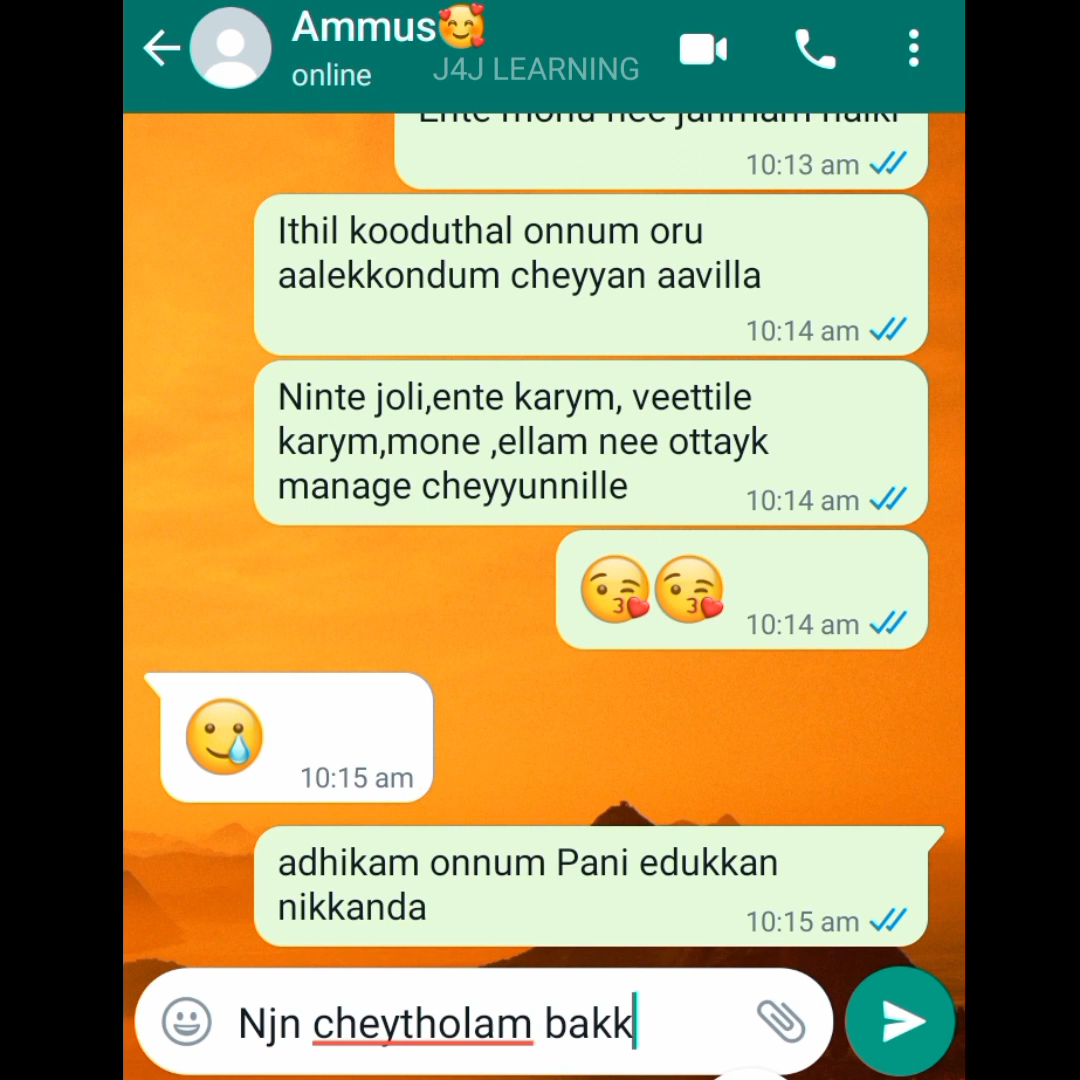 Ammus🥰
online
J4J LEARNING
Ente monu nee janmam nalki
10:13 am
Ithil kooduthal onnum oru
aalekkondum cheyyan aavilla
10:14 am
Ninte joli,ente karym, veettile
karym,mone ,ellam nee ottayk
manage cheyyunnille
10:14 am
😘😘
10:14 am
🥲
10:15 am
adhikam onnum Pani edukkan
nikkanda
10:15 am
Njn cheytholam bakk